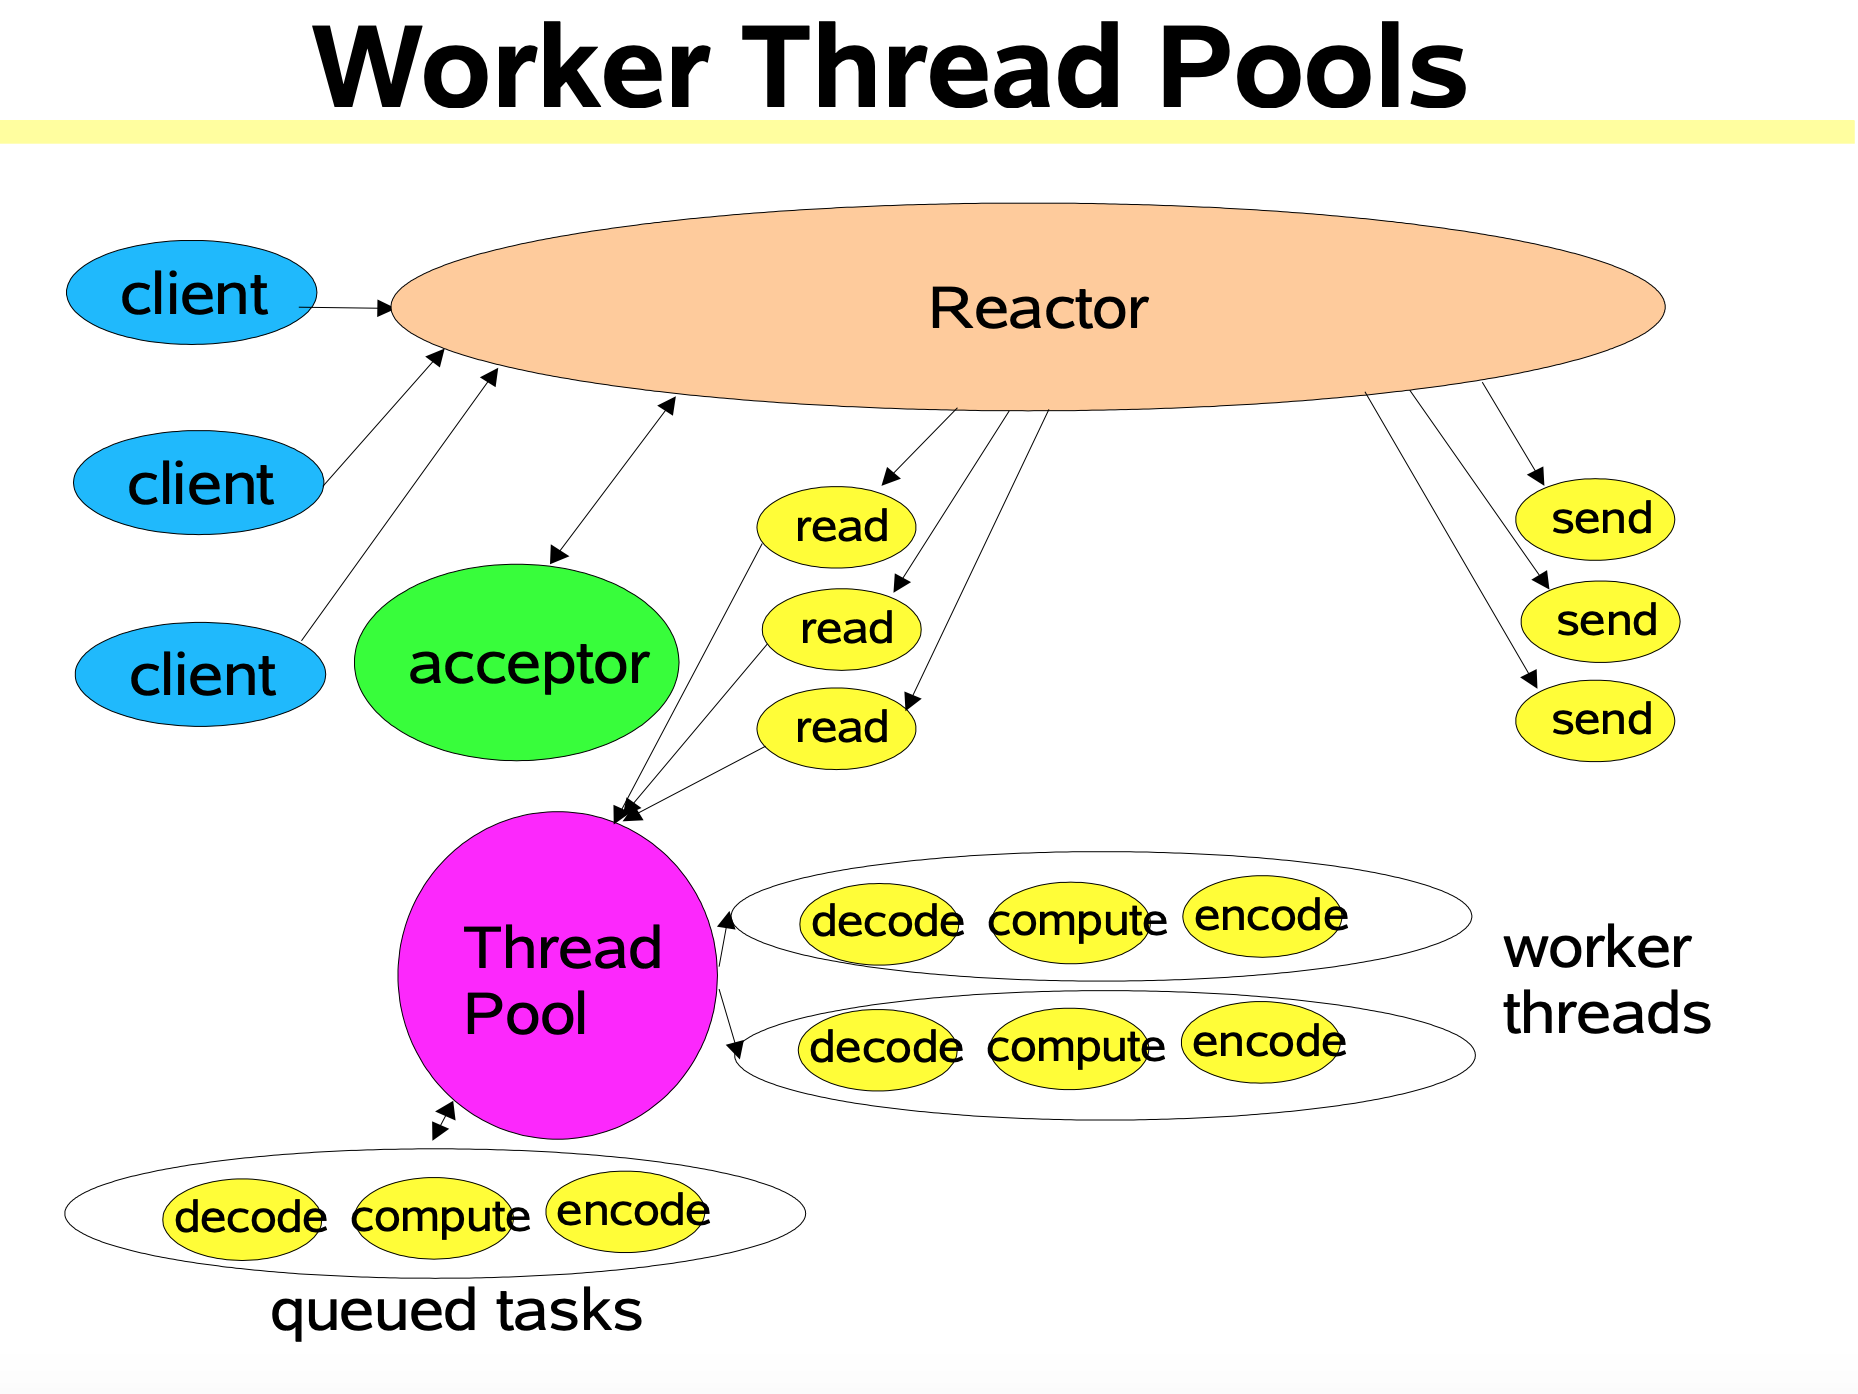 Worker Thread Pools
client
Reactor
client
client
acceptor
read
read
read
send
send
send
Thread
Pool
decode compute encode
decode compute encode
worker
threads
decode compute encode
queued tasks